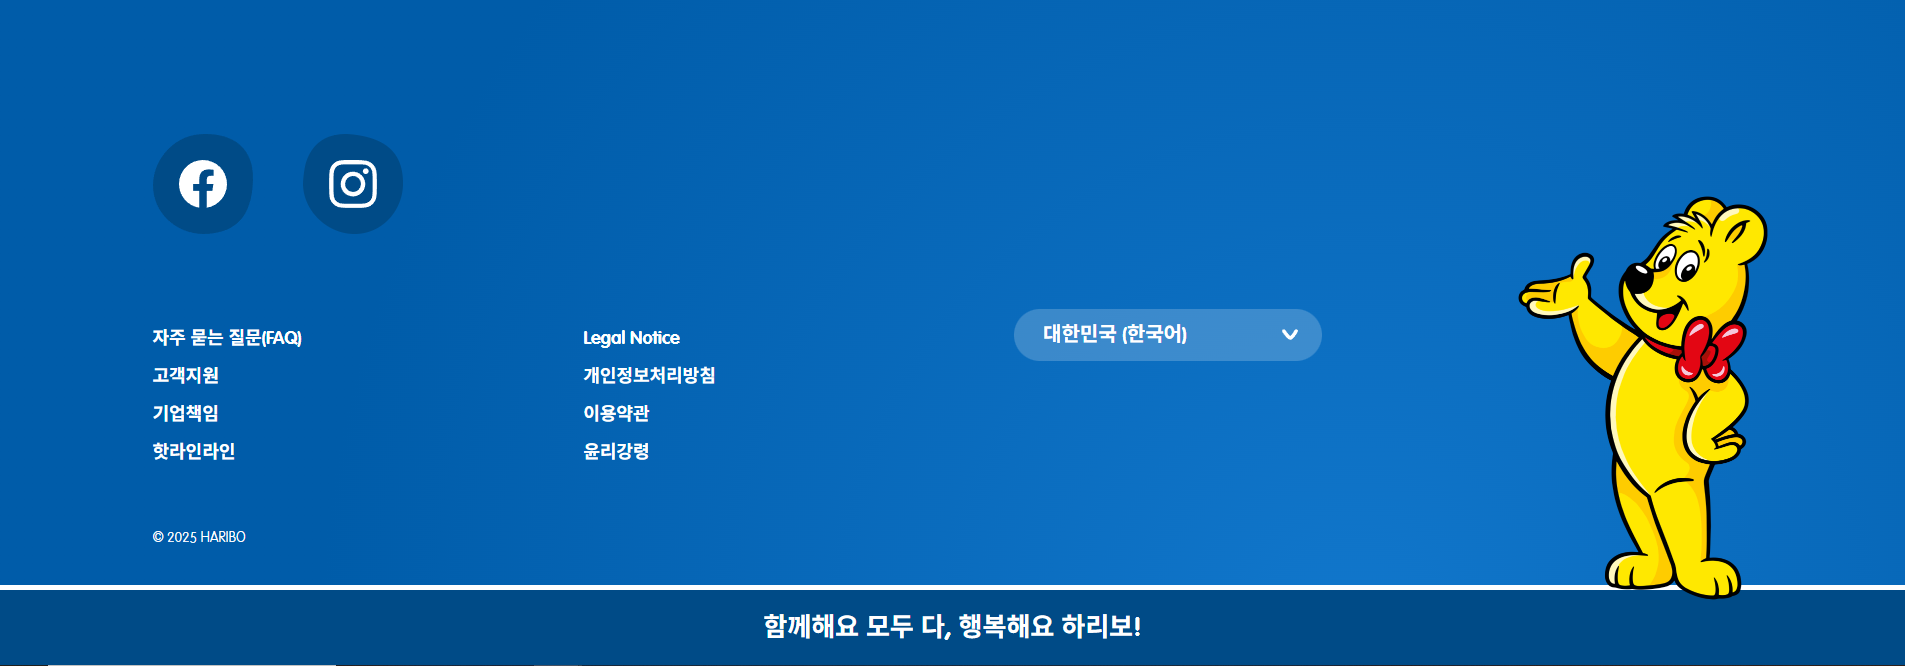 자주 묻는 질문(FAQ)
고객지원
기업책임
핫라인라인
Legal Notice
개인정보처리방침
이용약관
윤리강령
대한민국 (한국어)
© 2025 HARIBO
함께해요 모두 다, 행복해요 하리보!